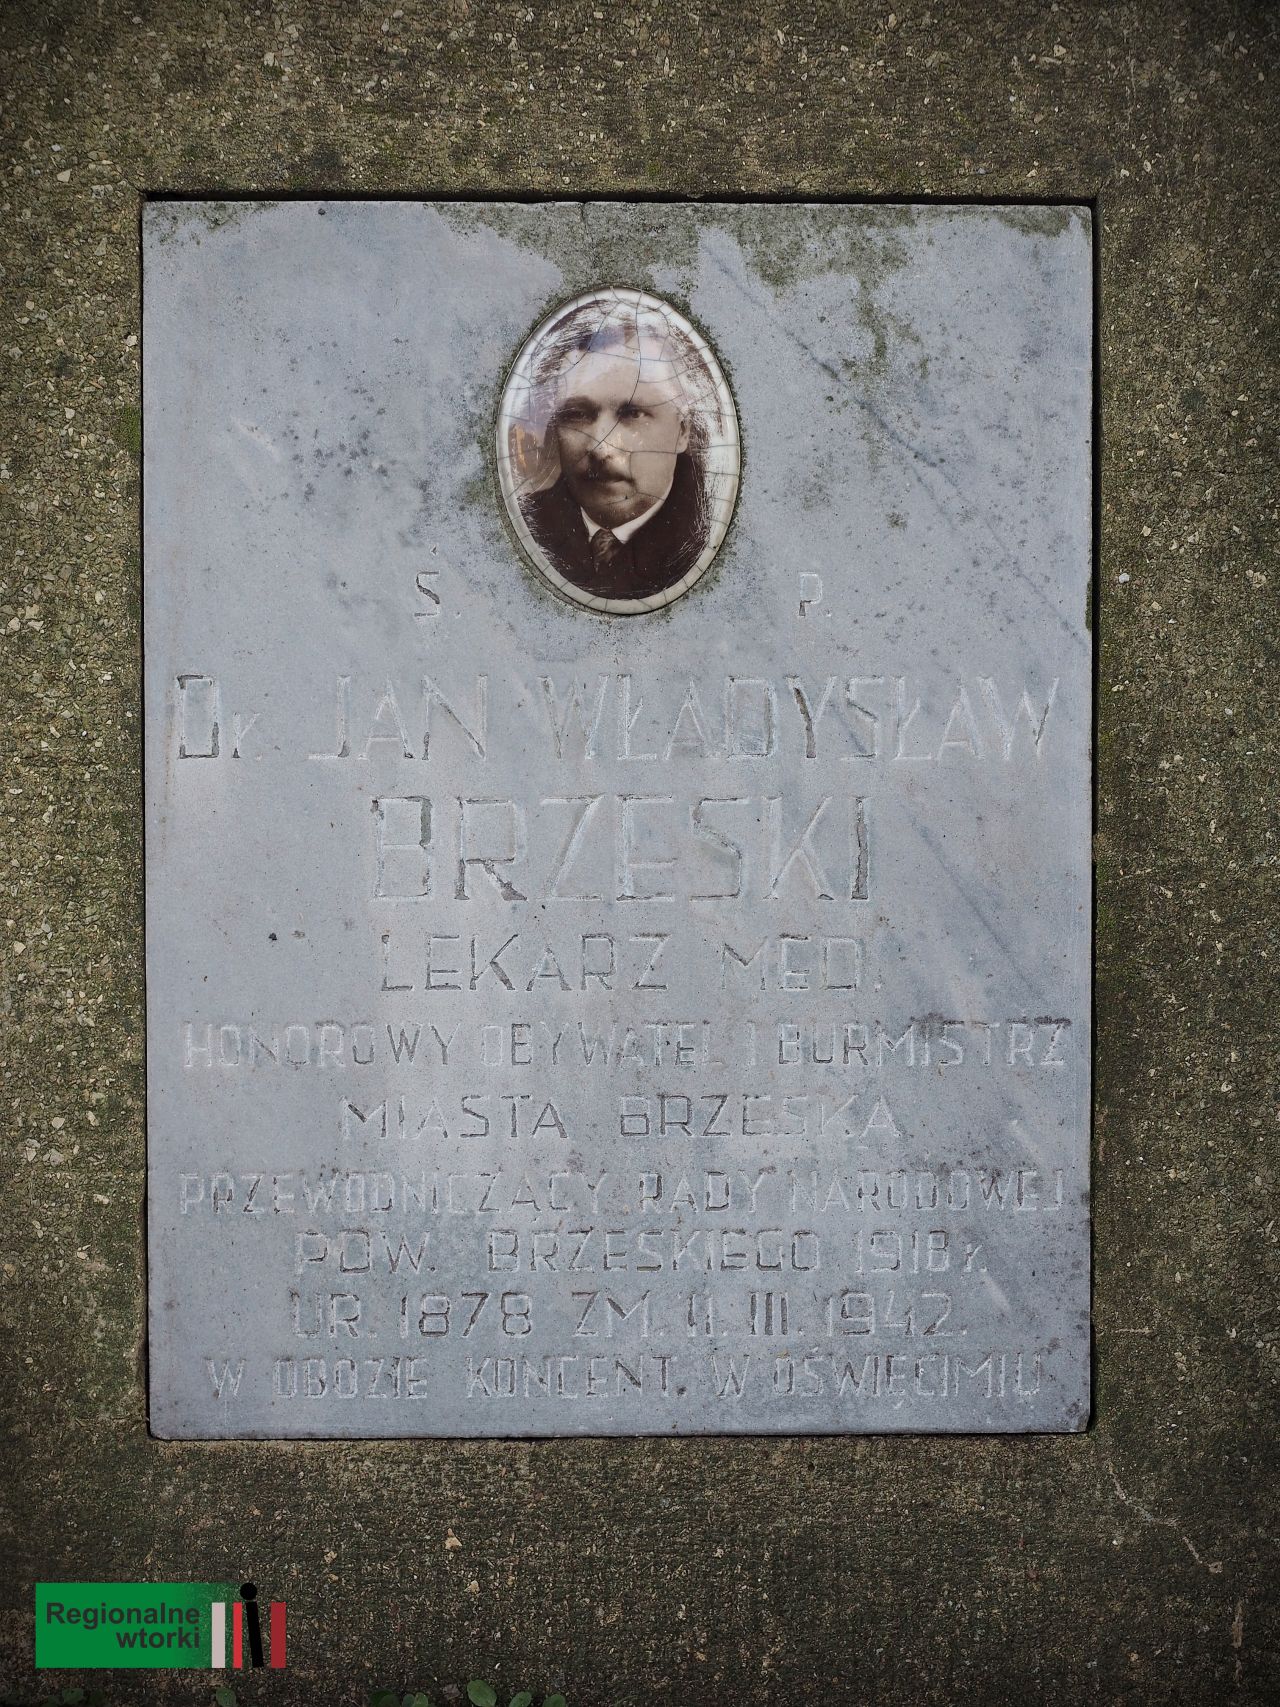 Ś. P.
Dr. JAN WŁADYSŁAW
BRZESKI
LEKARZ MED.
HONOROWY OBYWATEL I BURMISTRZ
MIASTA BRZESKA
PRZEWODNICZĄCY RADY NARODOWEJ
POW. BRZESKIEGO 1918 r.
UR. 1878 ZM. 11. III. 1942.
W OBOZIE KONCENT. W OŚWIĘCIMIU
Regionalne
wtorki